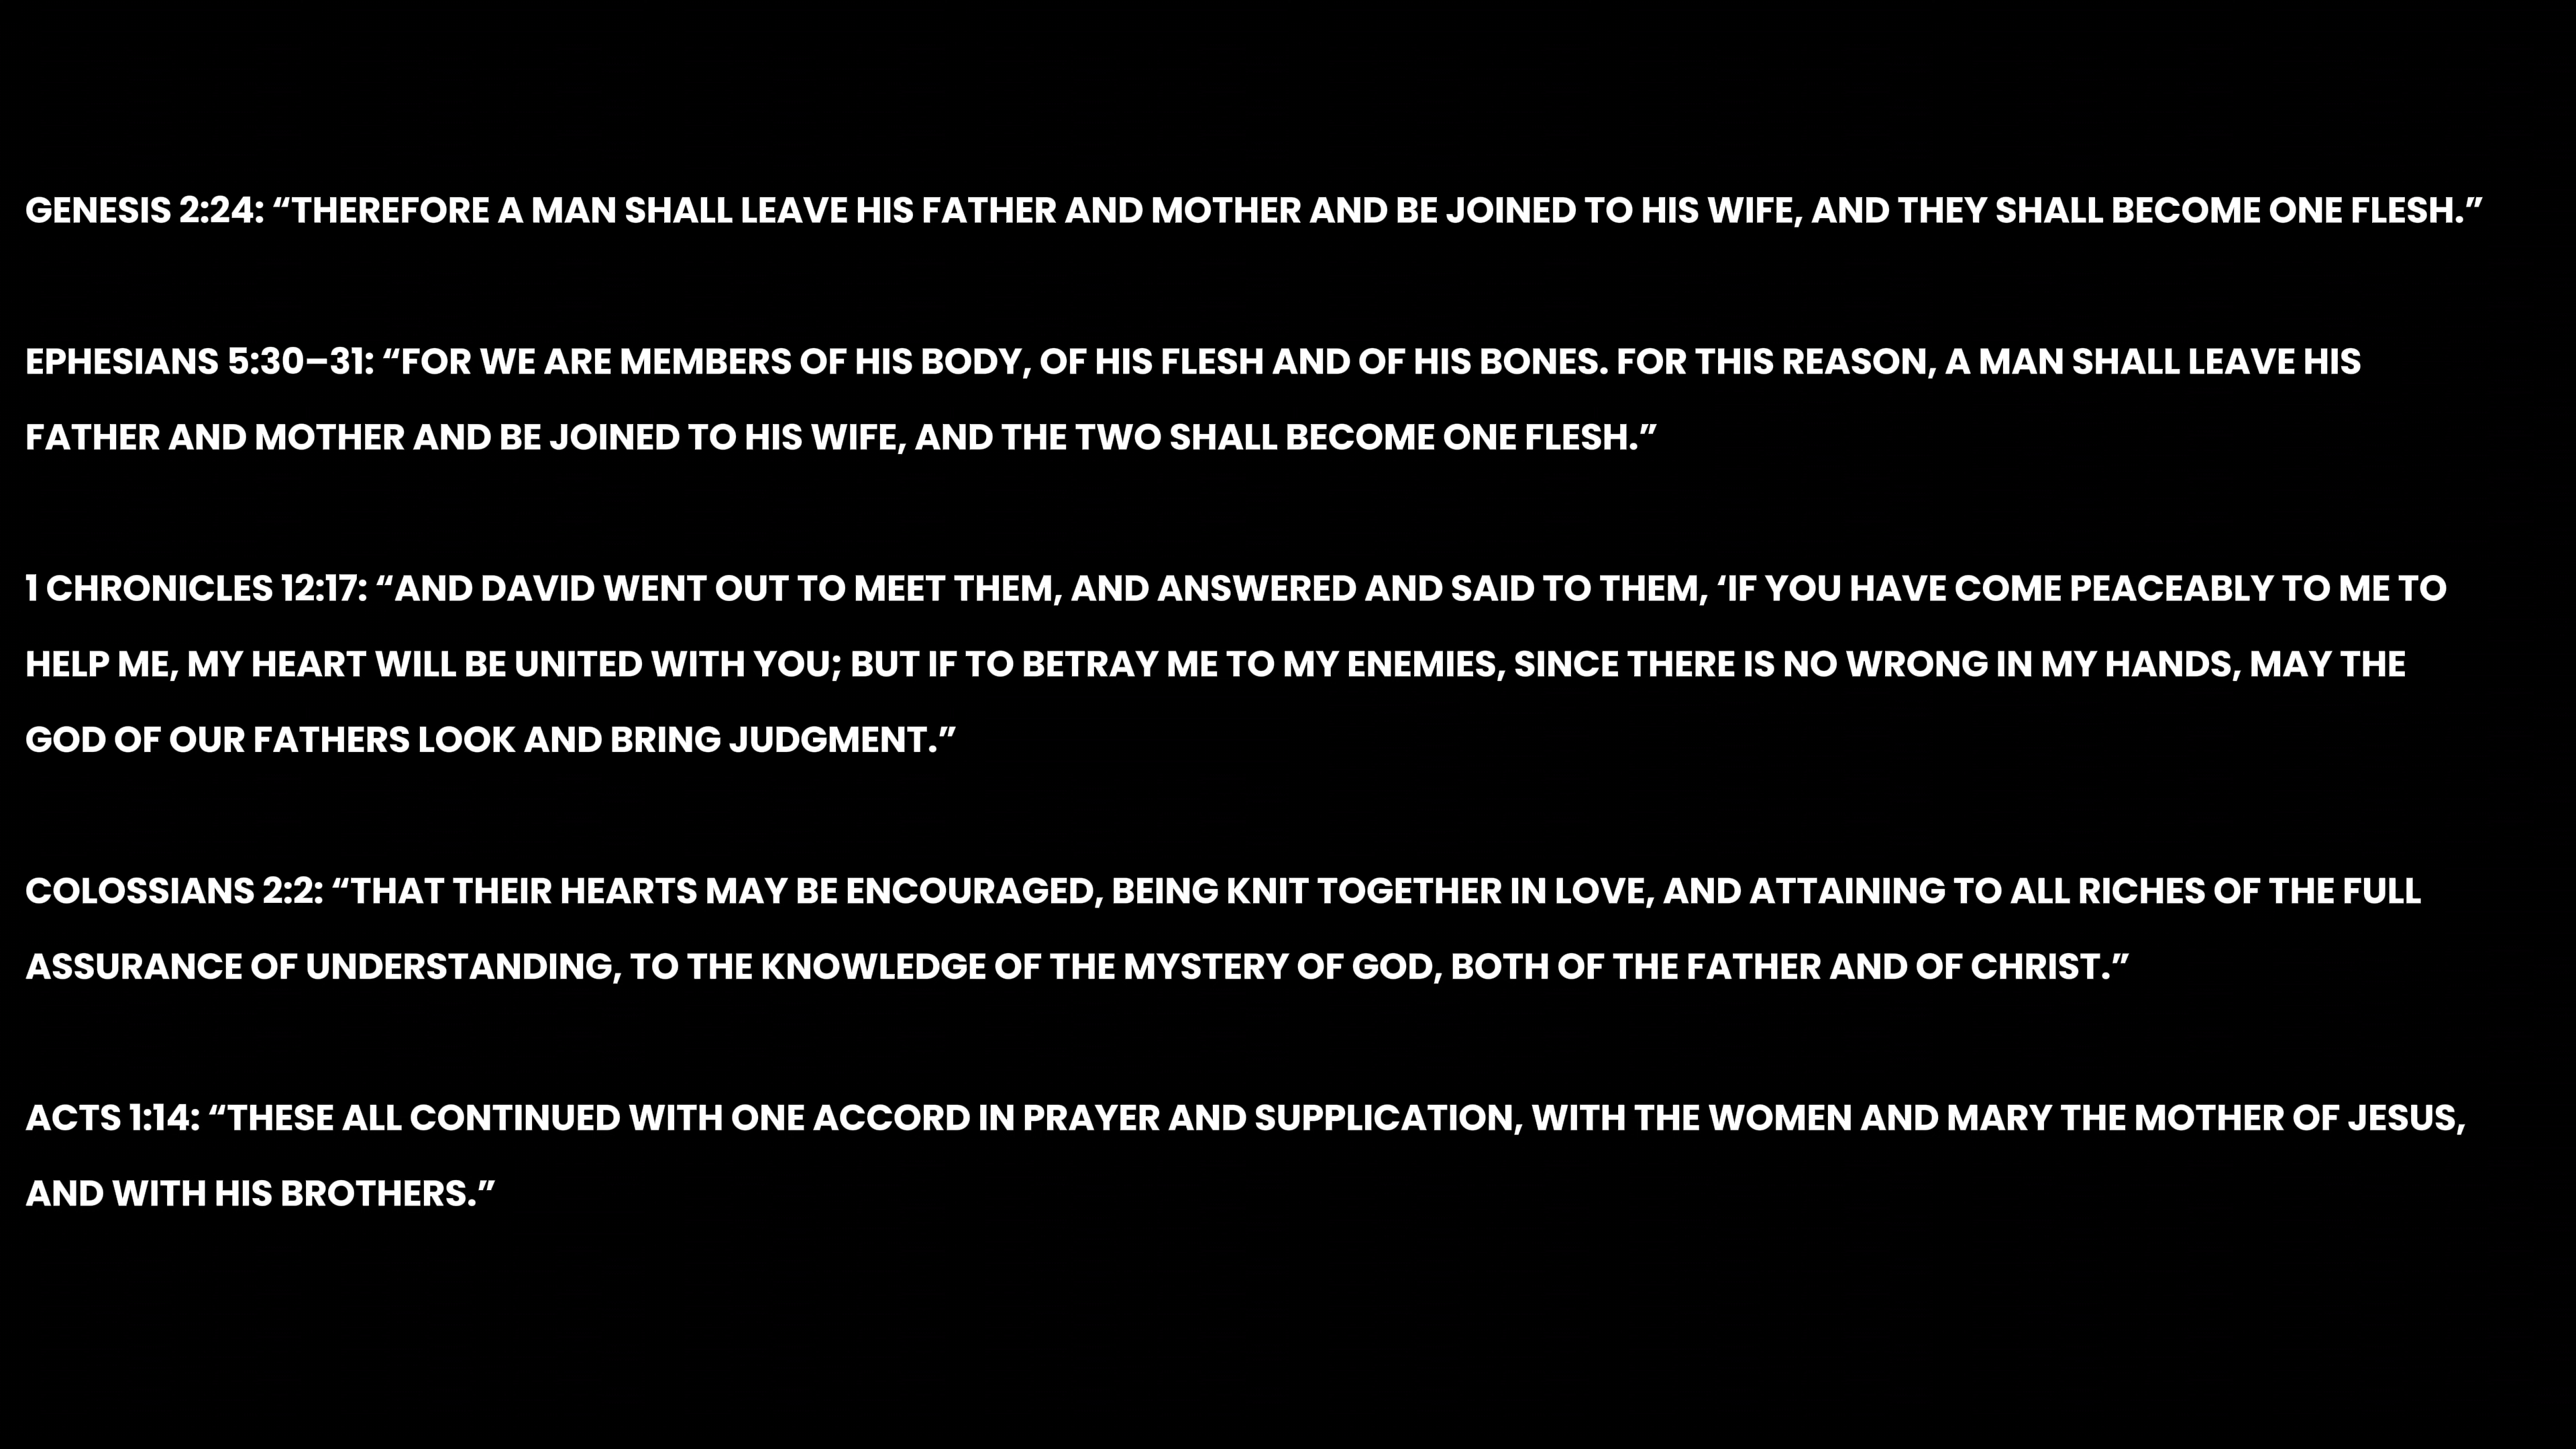 GENESIS 2:24: “THEREFORE A MAN SHALL LEAVE HIS FATHER AND MOTHER AND BE JOINED TO HIS WIFE, AND THEY SHALL BECOME ONE FLESH.”
EPHESIANS 5:30–31: “FOR WE ARE MEMBERS OF HIS BODY, OF HIS FLESH AND OF HIS BONES. FOR THIS REASON, A MAN SHALL LEAVE HIS
FATHER AND MOTHER AND BE JOINED TO HIS WIFE, AND THE TWO SHALL BECOME ONE FLESH.”
1 CHRONICLES 12:17: “AND DAVID WENT OUT TO MEET THEM, AND ANSWERED AND SAID TO THEM, ‘IF YOU HAVE COME PEACEABLY TO ME TO
HELP ME, MY HEART WILL BE UNITED WITH YOU; BUT IF TO BETRAY ME TO MY ENEMIES, SINCE THERE IS NO WRONG IN MY HANDS, MAY THE
GOD OF OUR FATHERS LOOK AND BRING JUDGMENT.”
COLOSSIANS 2:2: “THAT THEIR HEARTS MAY BE ENCOURAGED, BEING KNIT TOGETHER IN LOVE, AND ATTAINING TO ALL RICHES OF THE FULL
ASSURANCE OF UNDERSTANDING, TO THE KNOWLEDGE OF THE MYSTERY OF GOD, BOTH OF THE FATHER AND OF CHRIST.”
ACTS 1:14: “THESE ALL CONTINUED WITH ONE ACCORD IN PRAYER AND SUPPLICATION, WITH THE WOMEN AND MARY THE MOTHER OF JESUS,
AND WITH HIS BROTHERS.”